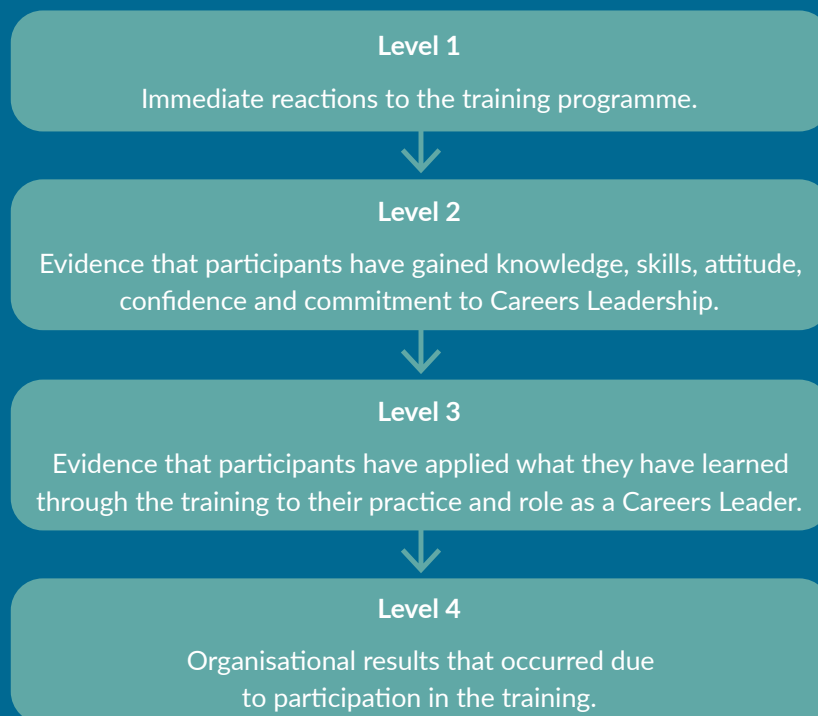 Level 1
Immediate reactions to the training programme.
Level 2
Evidence that participants have gained knowledge, skills, attitude,
confidence and commitment to Careers Leadership.
Level 3
Evidence that participants have applied what they have learned
through the training to their practice and role as a Careers Leader.
Level 4
Organisational results that occurred due
to participation in the training.